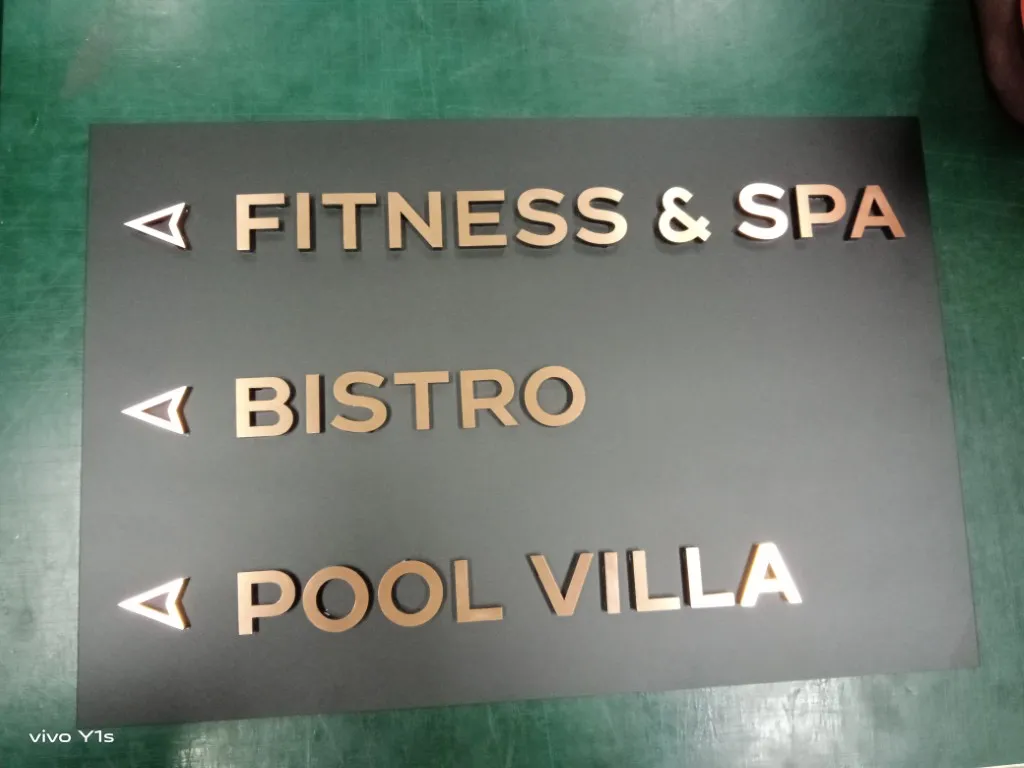 FITNESS & SPA
BISTRO
POOL VILLA
vivo Y1s